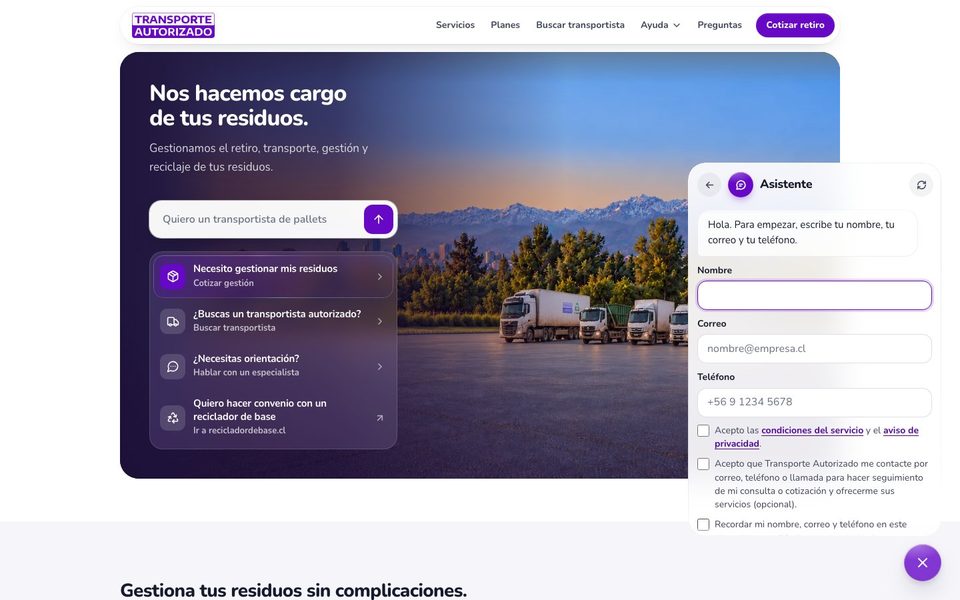 TRANSPORTE
AUTORIZADO
Servicios
Planes
Buscar transportista
Ayuda
Preguntas
Cotizar retiro
Nos hacemos cargo
de tus residuos.
Gestionamos el retiro, transporte, gestión y
reciclaje de tus residuos.
Quiero un transportista de pallets
Necesito gestionar mis residuos
Cotizar gestión
¿Buscas un transportista autorizado?
Buscar transportista
¿Necesitas orientación?
Hablar con un especialista
Quiero hacer convenio con un
reciclador de base
Ir a recicladordebase.cl
Asistente
Hola. Para empezar, escribe tu nombre, tu
correo y tu teléfono.
Nombre
Correo
nombre@empresa.cl
Teléfono
+56 9 1234 5678
Acepto las condiciones del servicio y el aviso de
privacidad.
Acepto que Transporte Autorizado me contacte por
correo, teléfono o llamada para hacer seguimiento
de mi consulta o cotización y ofrecerme sus
servicios (opcional).
Recordar mi nombre, correo y teléfono en este
Gestiona tus residuos sin complicaciones.